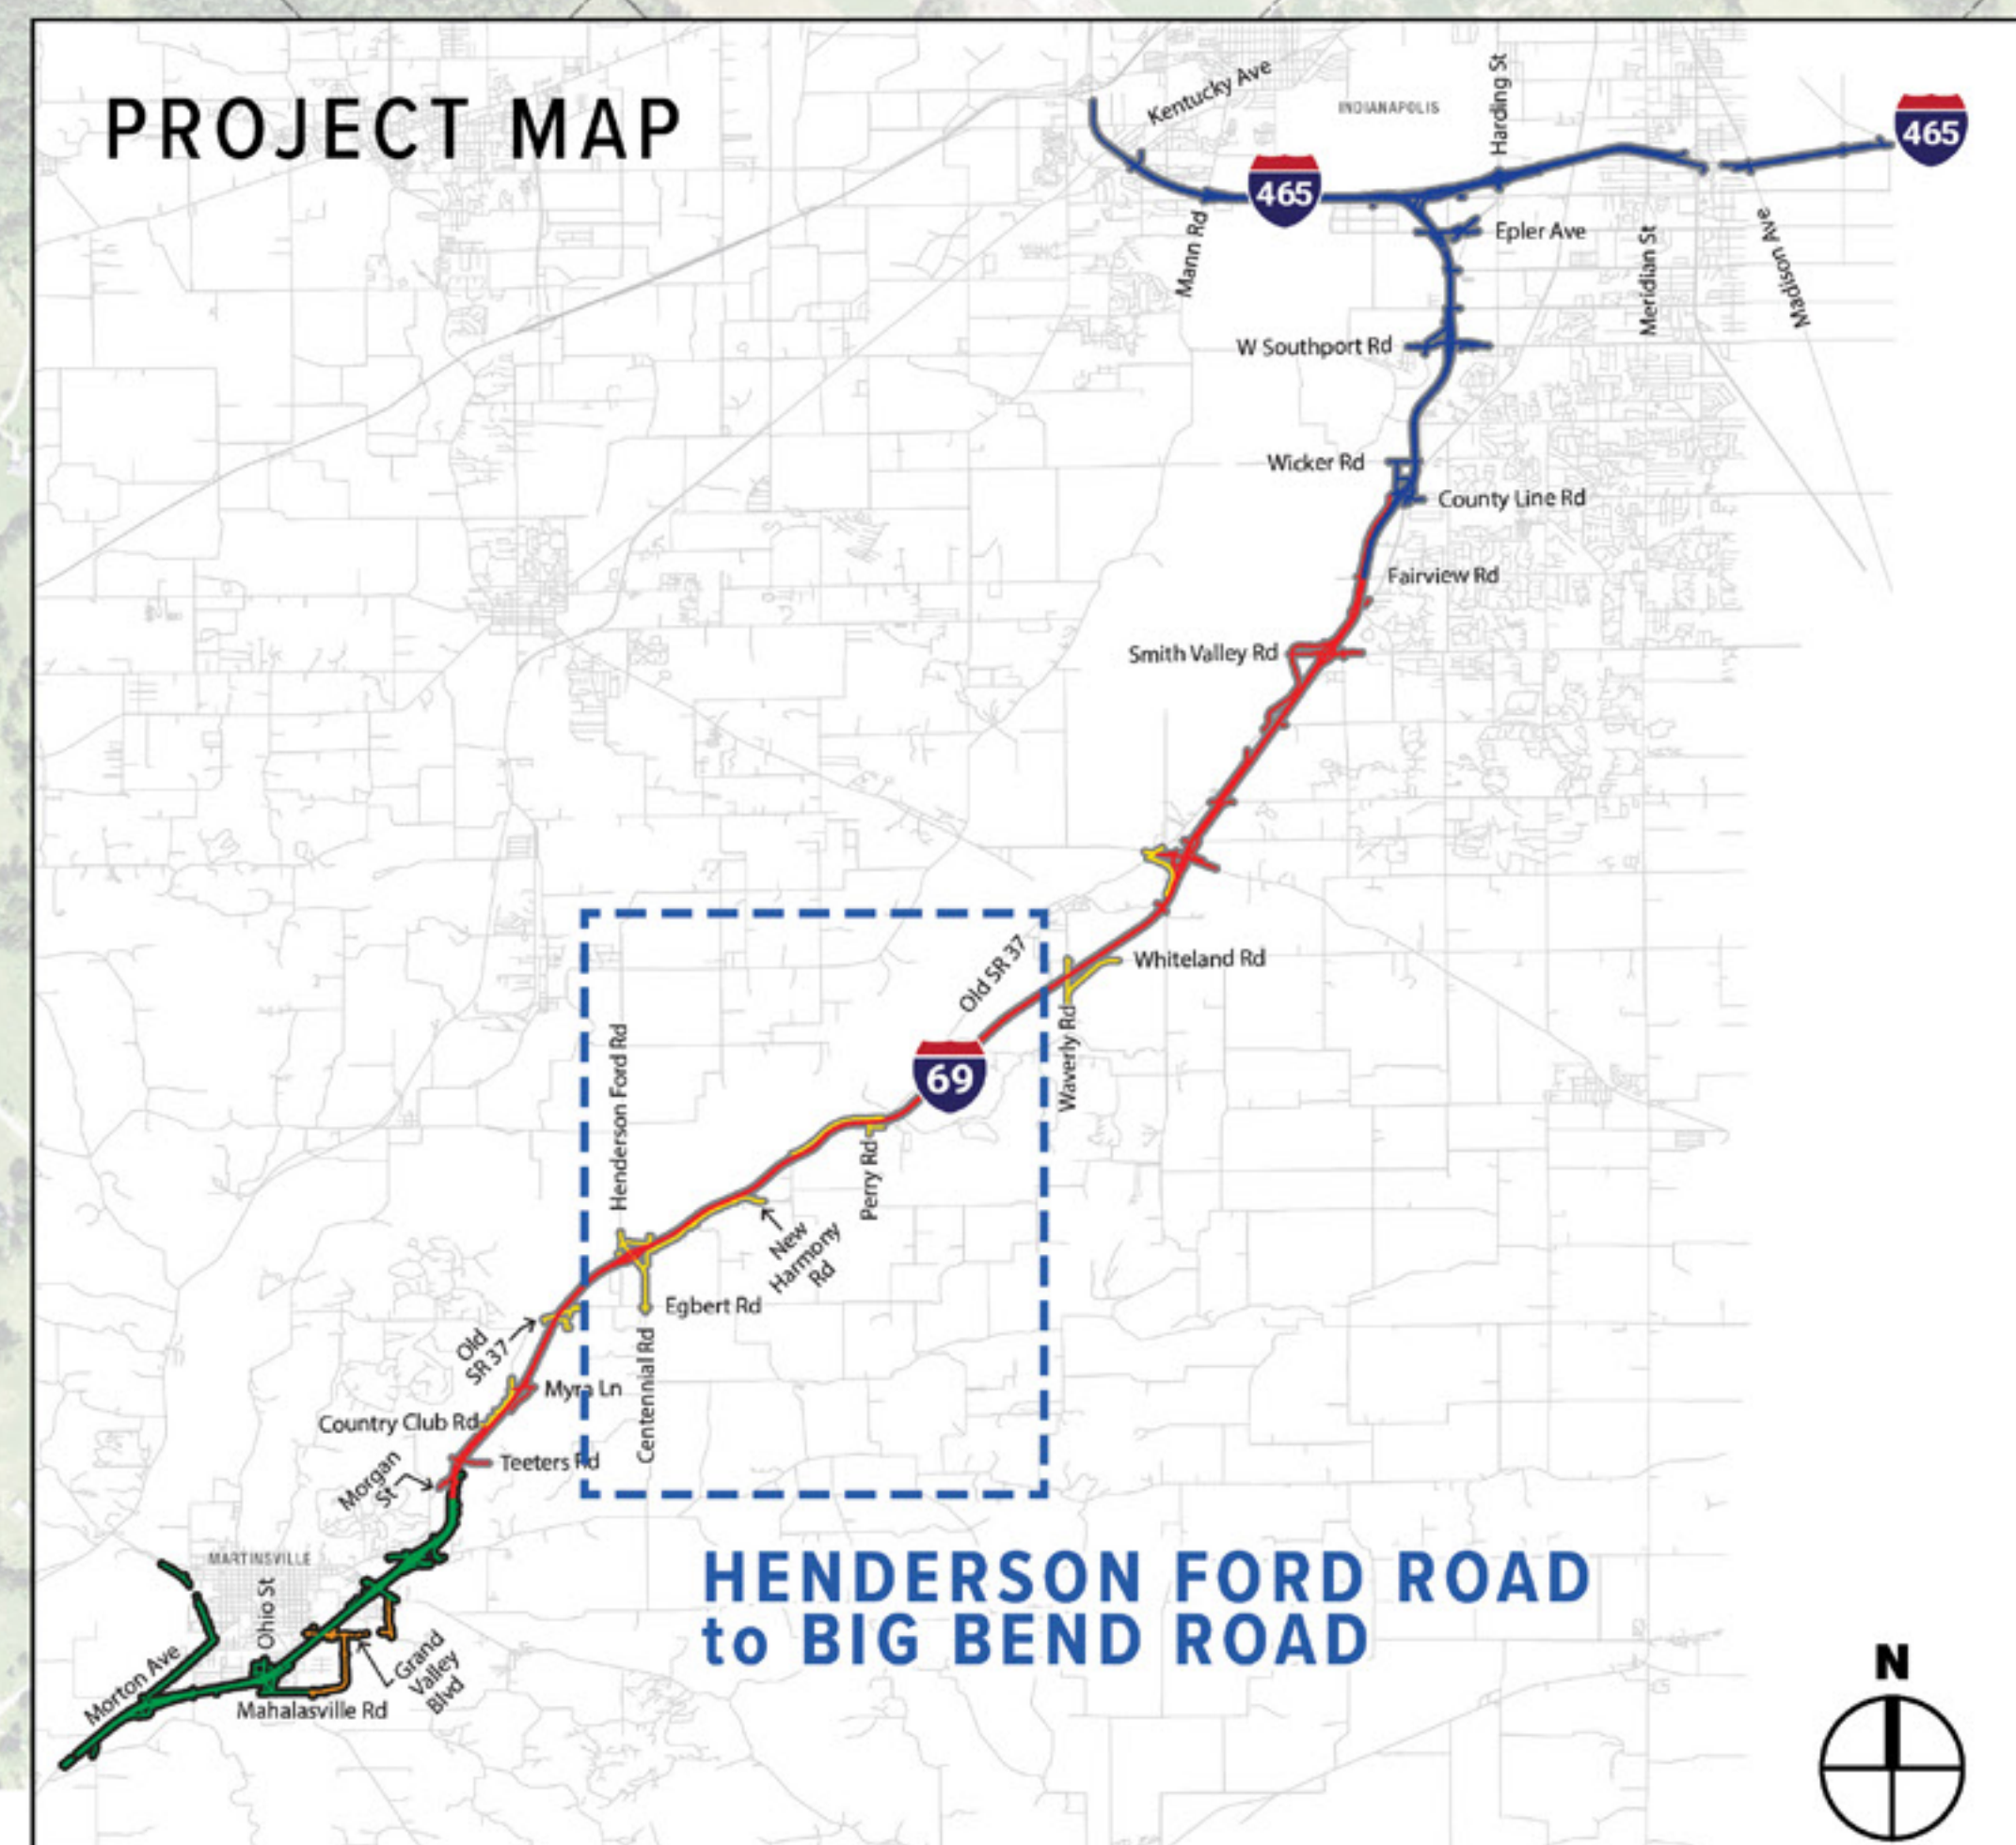 PROJECT MAP
Kentucky Ave
INDIANAPOLIS
Harding St
465
465
Mann Rd
Epler Ave
Meridian St
Madison Ave
W Southport Rd
Wicker Rd
County Line Rd
Fairview Rd
Smith Valley Rd
Old SR 37
Whiteland Rd
Waverly Rd
69
Henderson Ford Rd
Perry Rd
New
Harmony
Rd
Egbert Rd
Centennial Rd
Old
SR 37
Myra Ln
Country Club Rd
Teeters Rd
Morgan
St
MARTINSVILLE
Ohio St
Grand
Valley
Blvd
Morton Ave
Mahalasville Rd
HENDERSON FORD ROAD
to BIG BEND ROAD
N